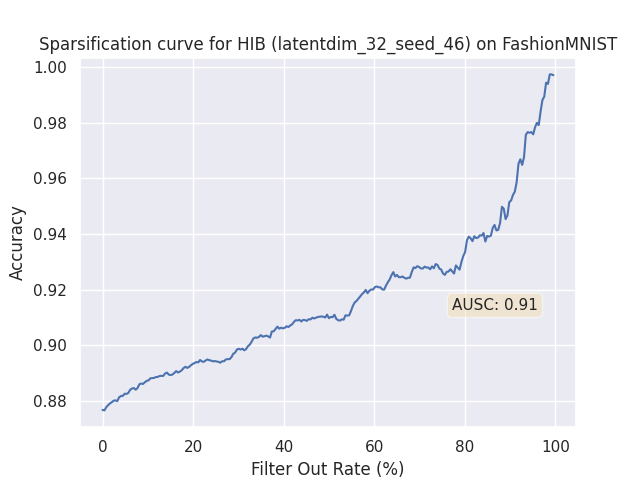 Sparsification curve for HIB (latentdim_32_seed_46) on FashionMNIST
1.00
0.98
0.96
0.94
0.92
0.90
0.88
Accuracy
AUSC: 0.91
0 20 40 60 80 100
Filter Out Rate (%)